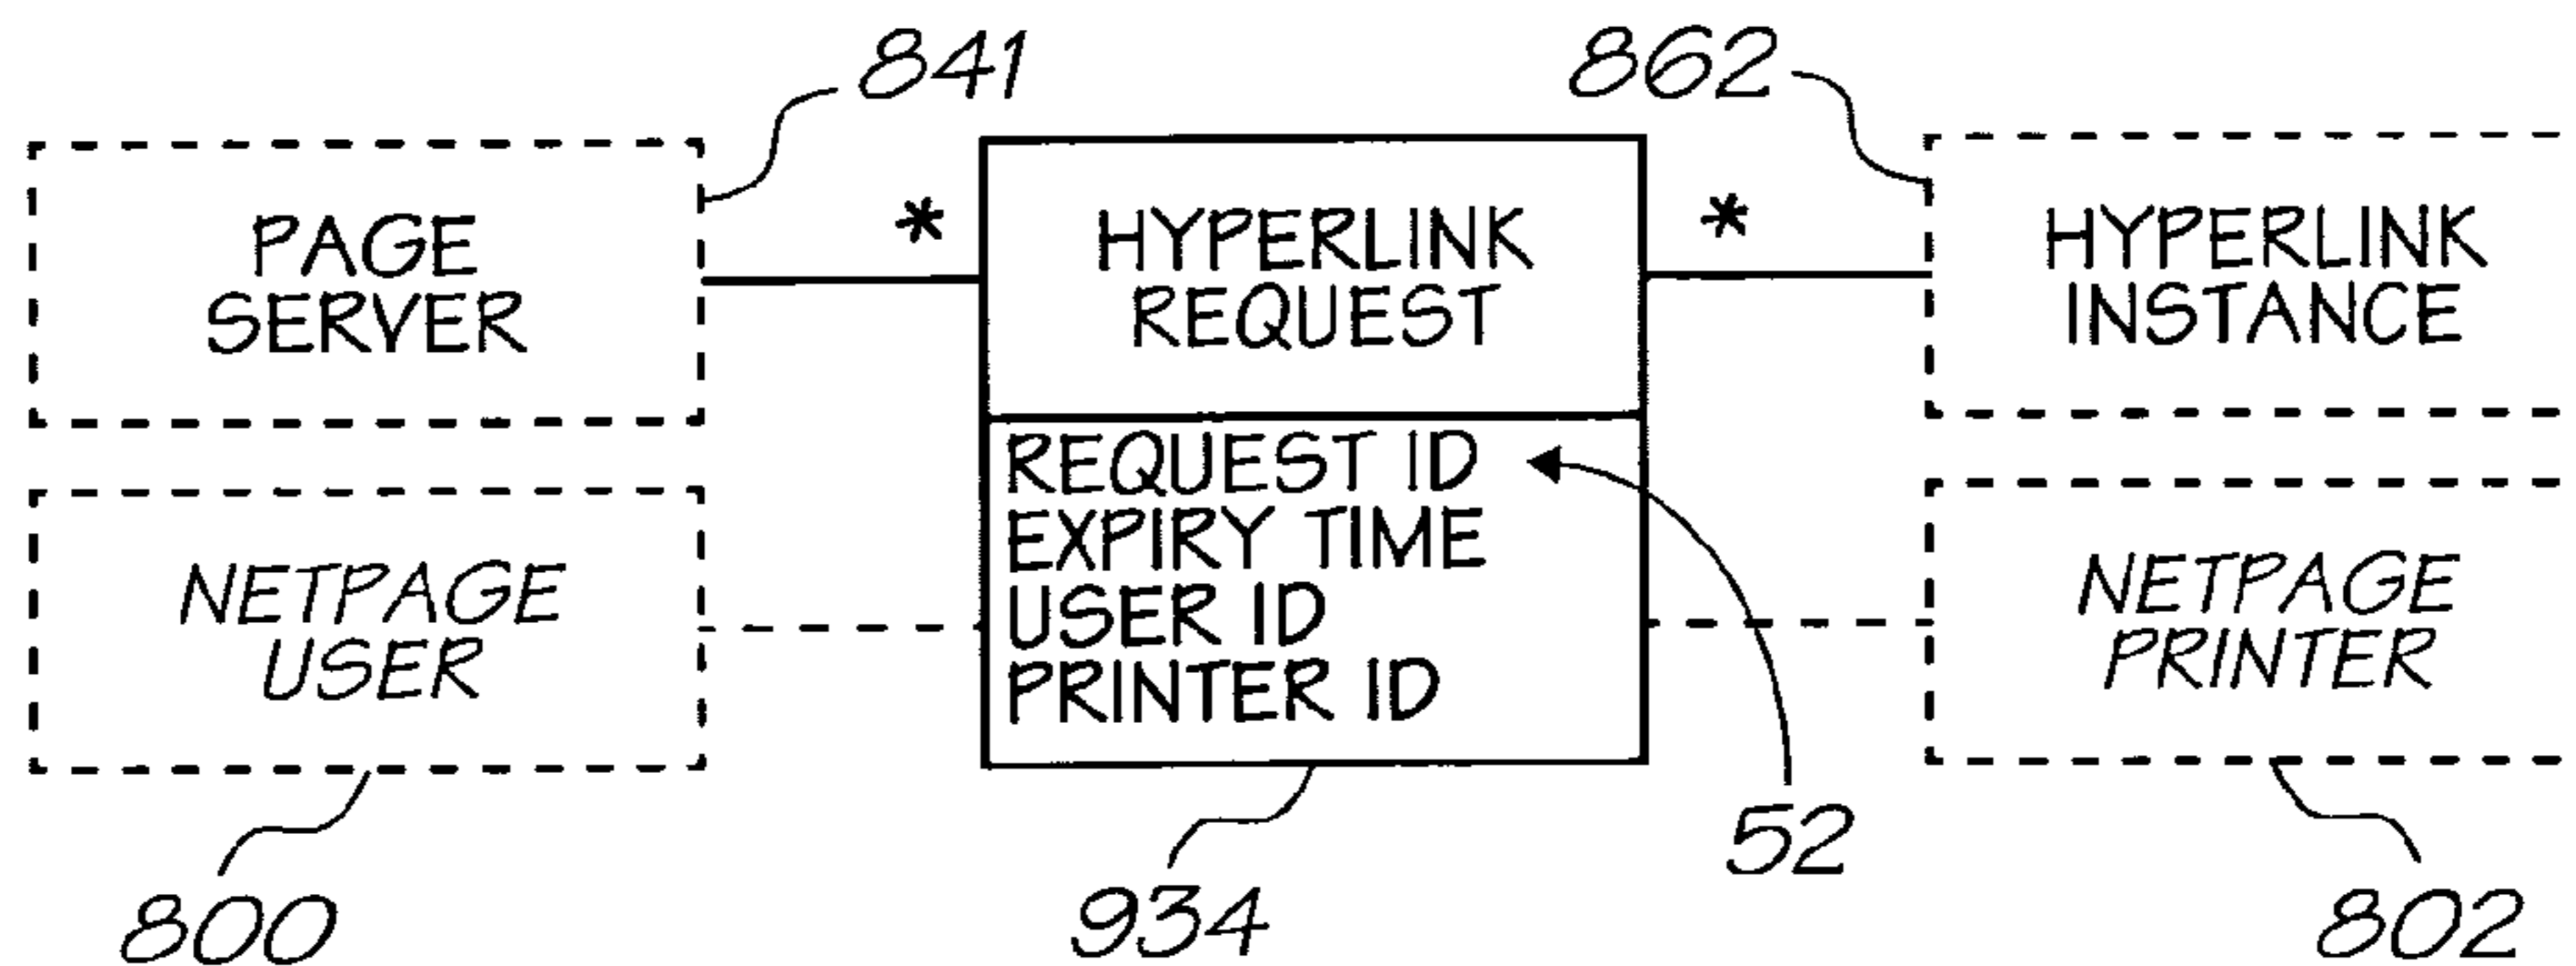 841
862
PAGE
SERVER
*
HYPERLINK
REQUEST
*
HYPERLINK
INSTANCE
NETPAGE
USER
REQUEST ID
EXPIRY TIME
USER ID
PRINTER ID
NETPAGE
PRINTER
800
934
52
802